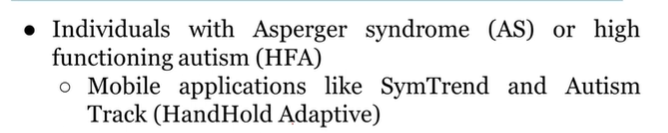 ● Individuals with Asperger syndrome (AS) or high
functioning autism (HFA)
○ Mobile applications like SymTrend and Autism
Track (HandHold Adaptive)